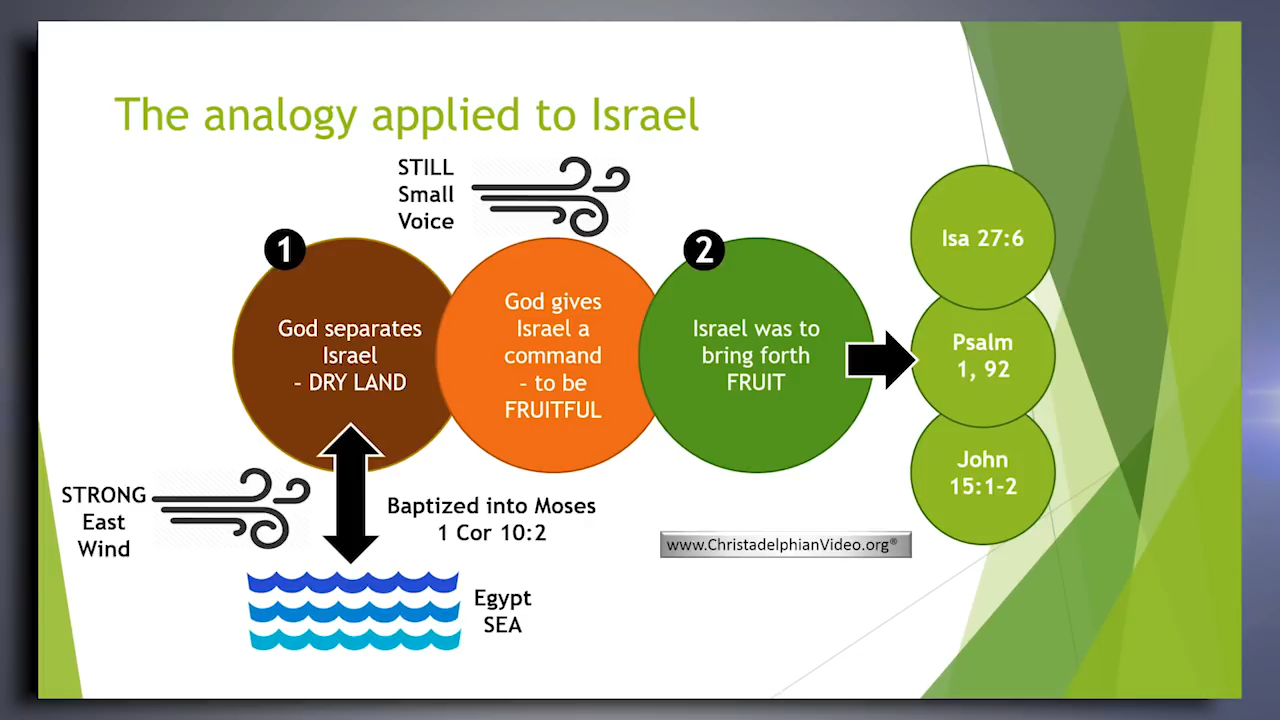 The analogy applied to Israel
STILL
Small
Voice
1
God separates
Israel
– DRY LAND
God gives
Israel a
command
– to be
FRUITFUL
2
Israel was to
bring forth
FRUIT
Isa 27:6
Psalm
1, 92
John
15:1-2
STRONG
East
Wind
Baptized into Moses
1 Cor 10:2
www.ChristadelphianVideo.org®
Egypt
SEA